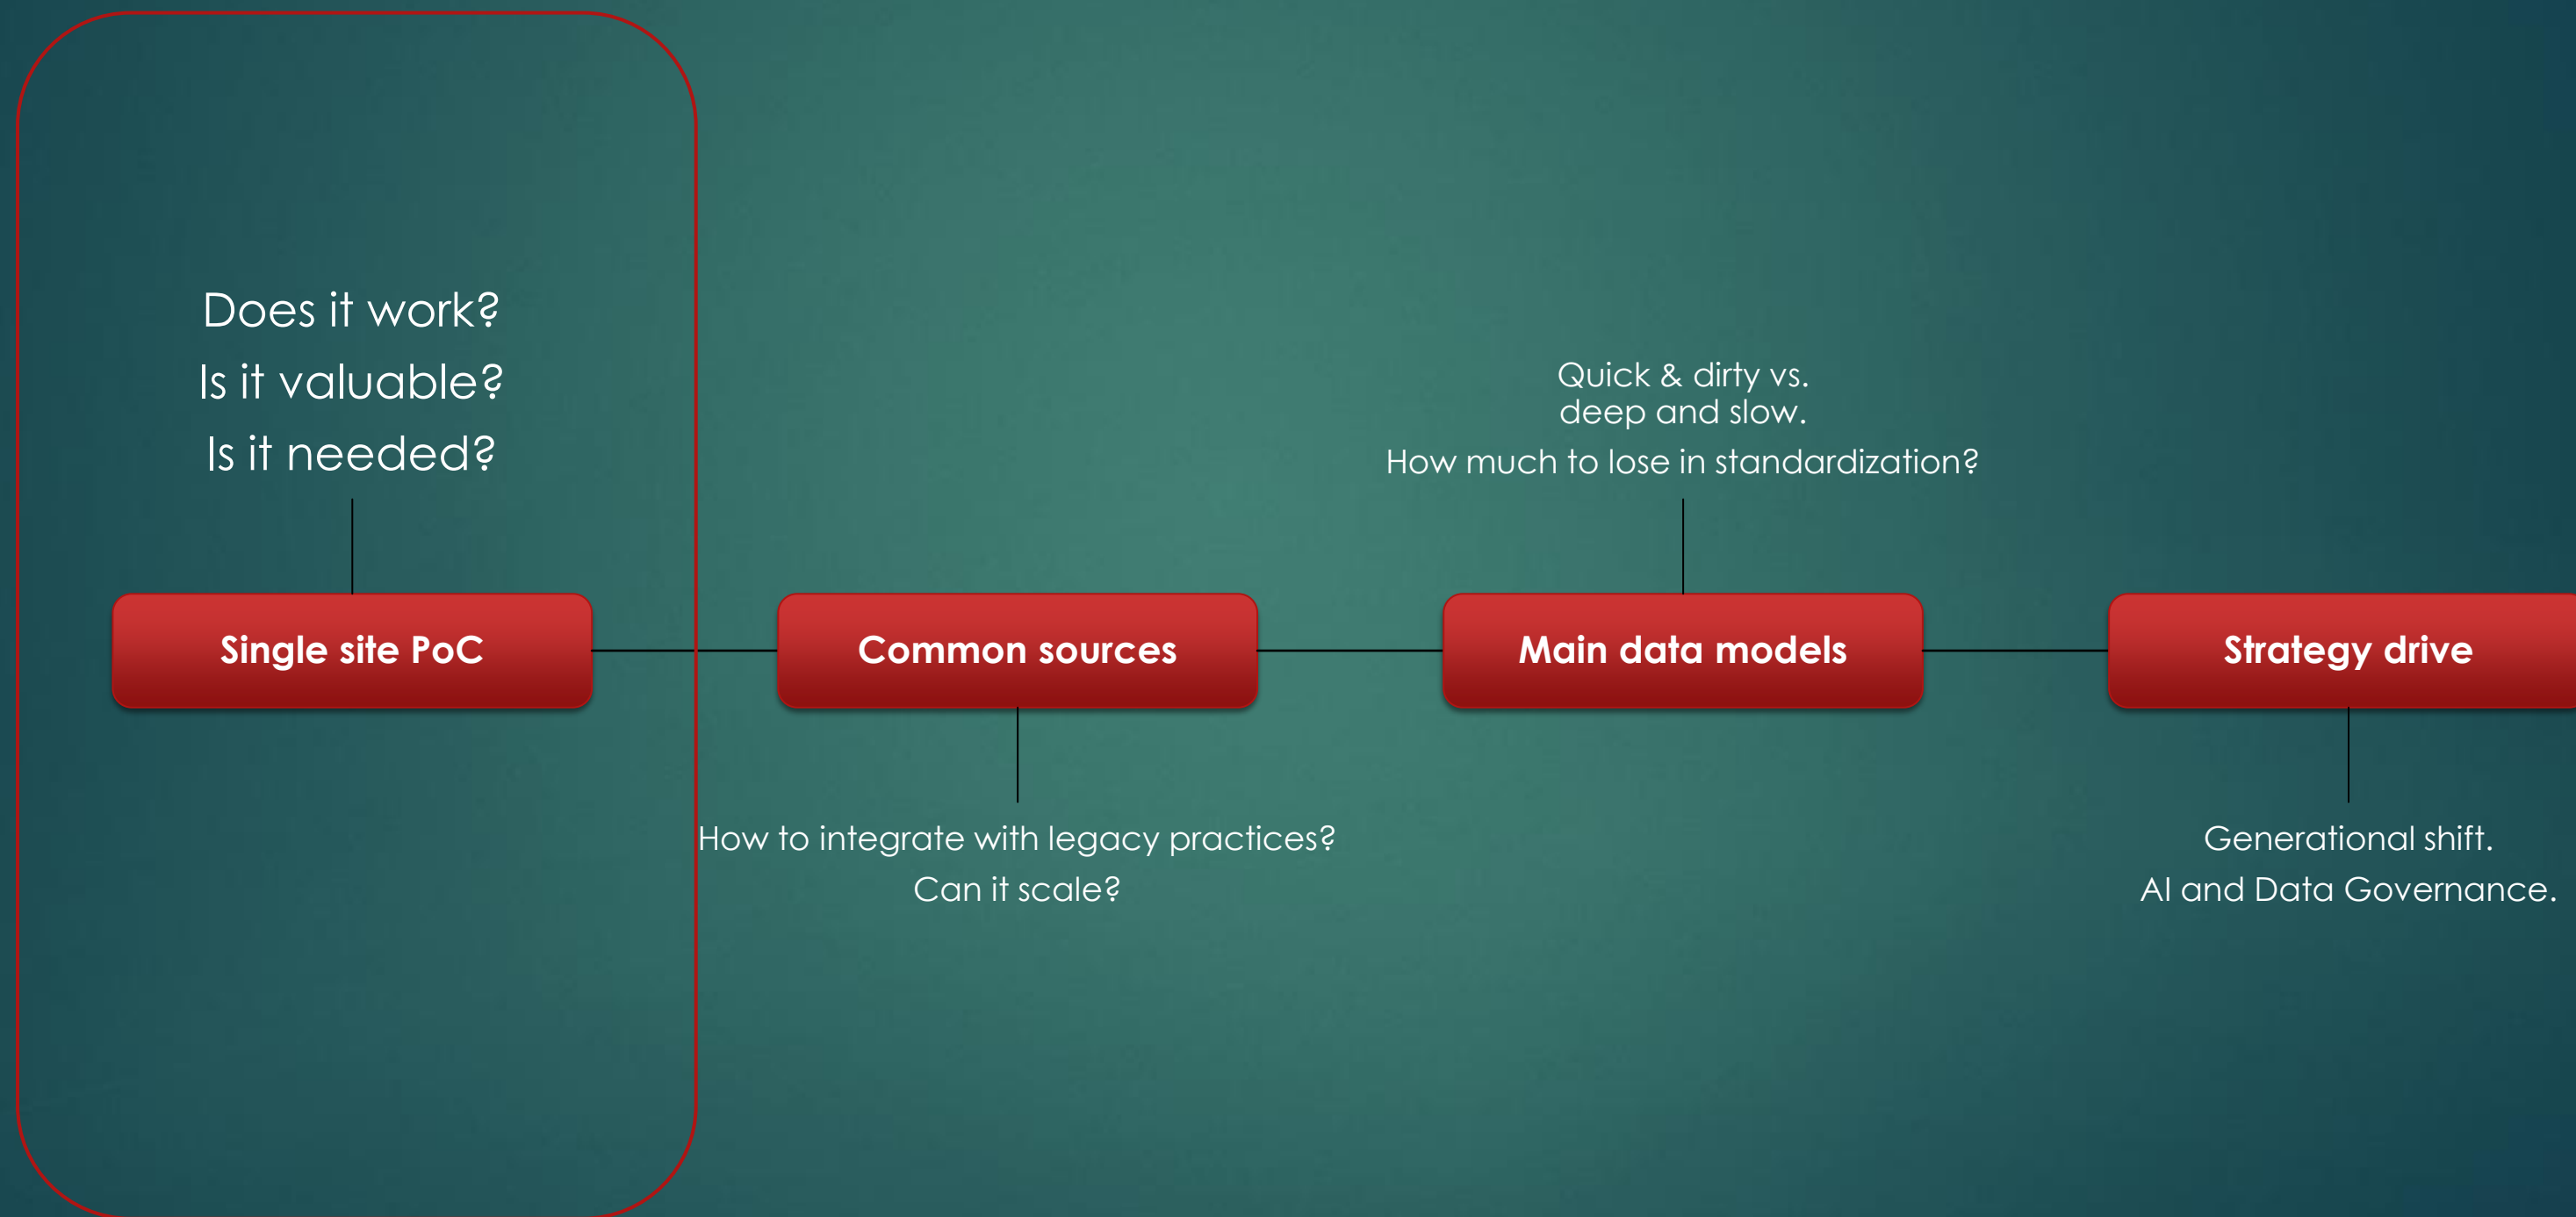 Does it work?
Is it valuable?
Is it needed?
Single site PoC
Common sources
How to integrate with legacy practices?
Can it scale?
Quick & dirty vs.
deep and slow.
How much to lose in standardization?
Main data models
Strategy drive
Generational shift.
AI and Data Governance.